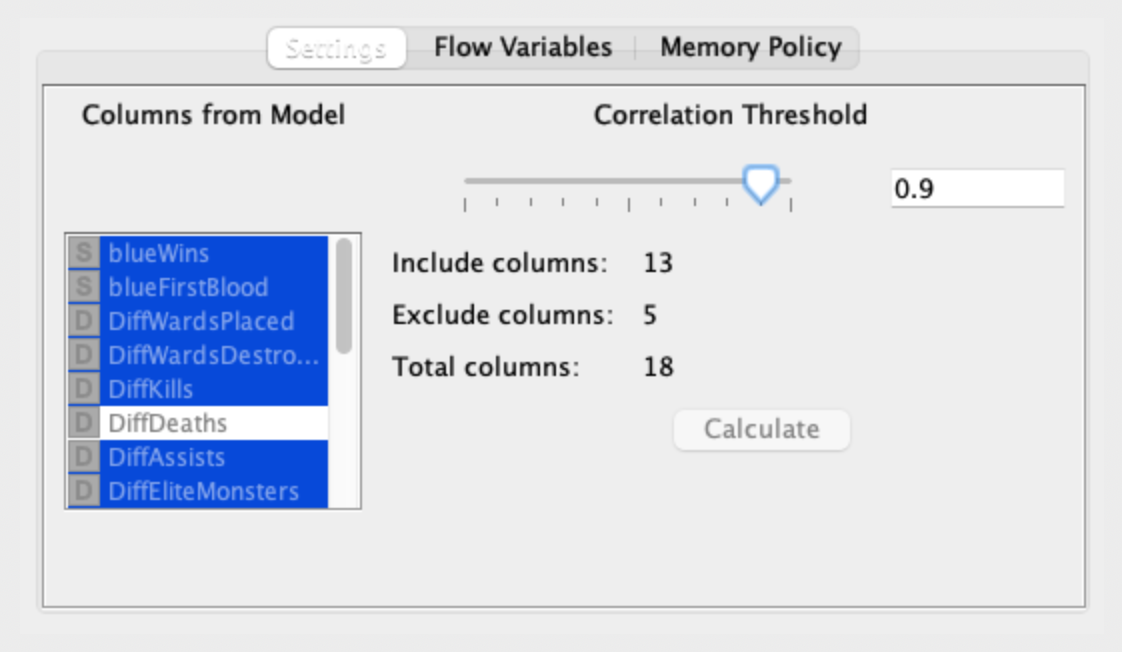 Settings Flow Variables Memory Policy
Columns from Model
Correlation Threshold
0.9
S blueWins
S blueFirstBlood
D DiffWardsPlaced
D DiffWardsDestro...
D DiffKills
D DiffDeaths
D DiffAssists
D DiffEliteMonsters
Include columns: 13
Exclude columns: 5
Total columns: 18
Calculate